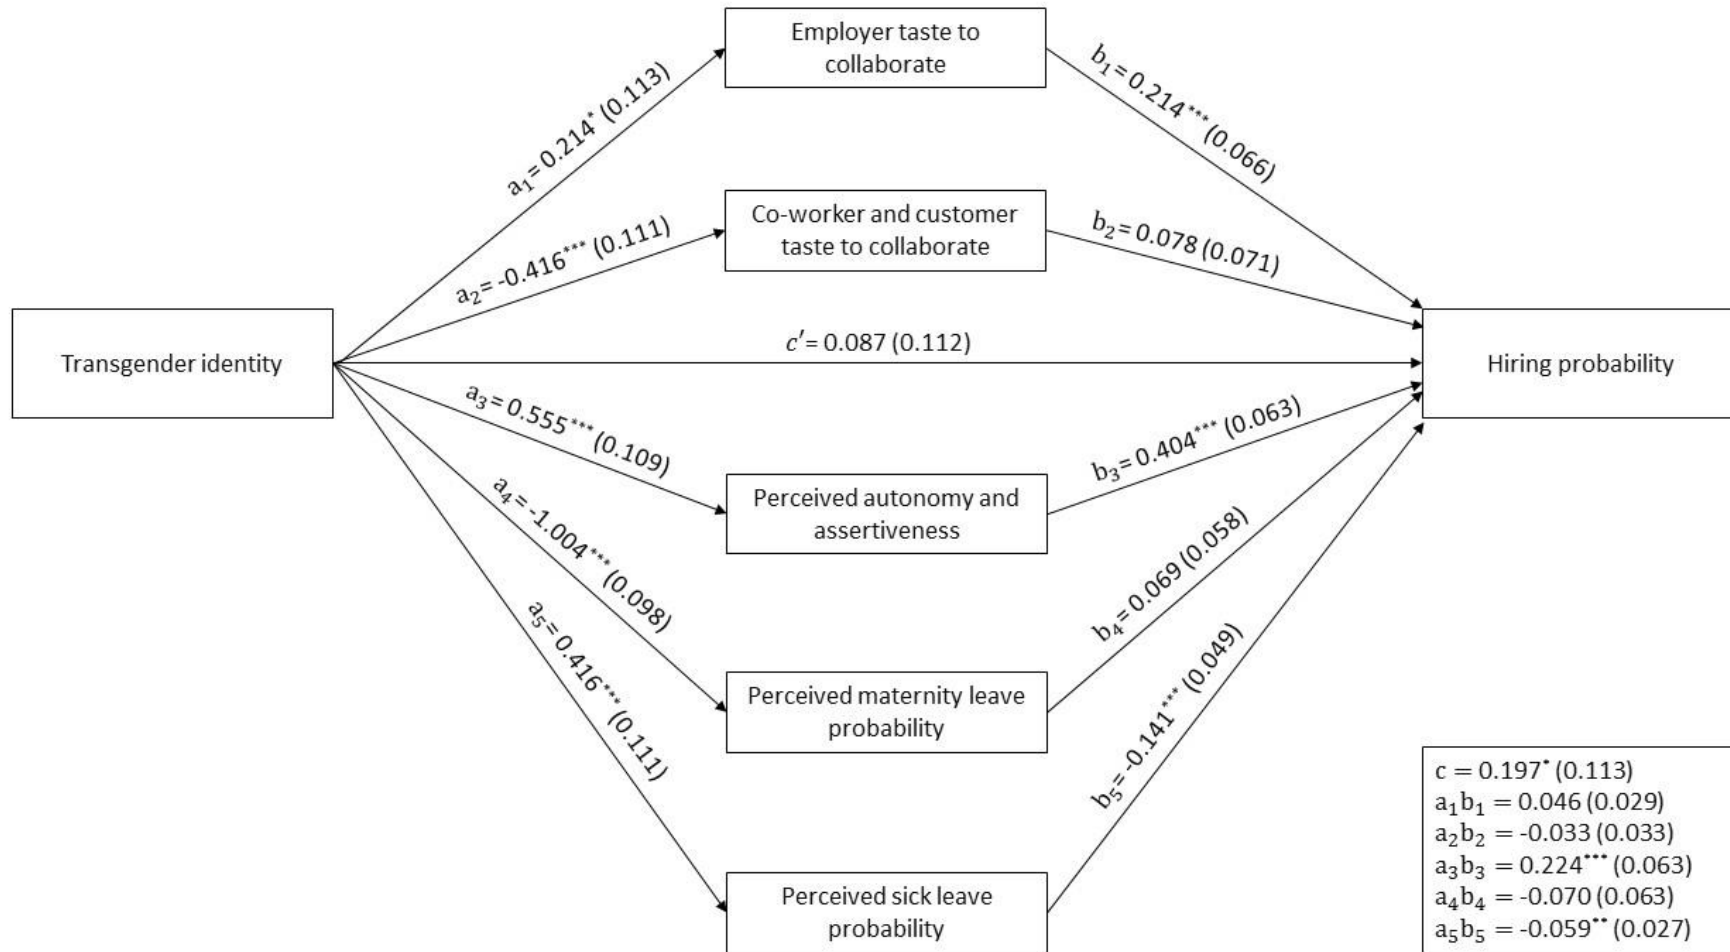 Employer taste to
collaborate
a₁= 0.214* (0.113)
b₁= 0.214*** (0.066)
Co-worker and customer
taste to collaborate
a₂= -0.416*** (0.111)
b₂= 0.078 (0.071)
Transgender identity
c′= 0.087 (0.112)
Hiring probability
a₃= 0.555*** (0.109)
b₃= 0.404*** (0.063)
Perceived autonomy and
assertiveness
a₄= -1.004*** (0.098)
b₄= 0.069 (0.058)
Perceived maternity leave
probability
a₅= 0.416*** (0.111)
b₅= -0.141*** (0.049)
Perceived sick leave
probability
c = 0.197* (0.113)
a₁b₁ = 0.046 (0.029)
a₂b₂ = -0.033 (0.033)
a₃b₃ = 0.224*** (0.063)
a₄b₄ = -0.070 (0.063)
a₅b₅ = -0.059** (0.027)